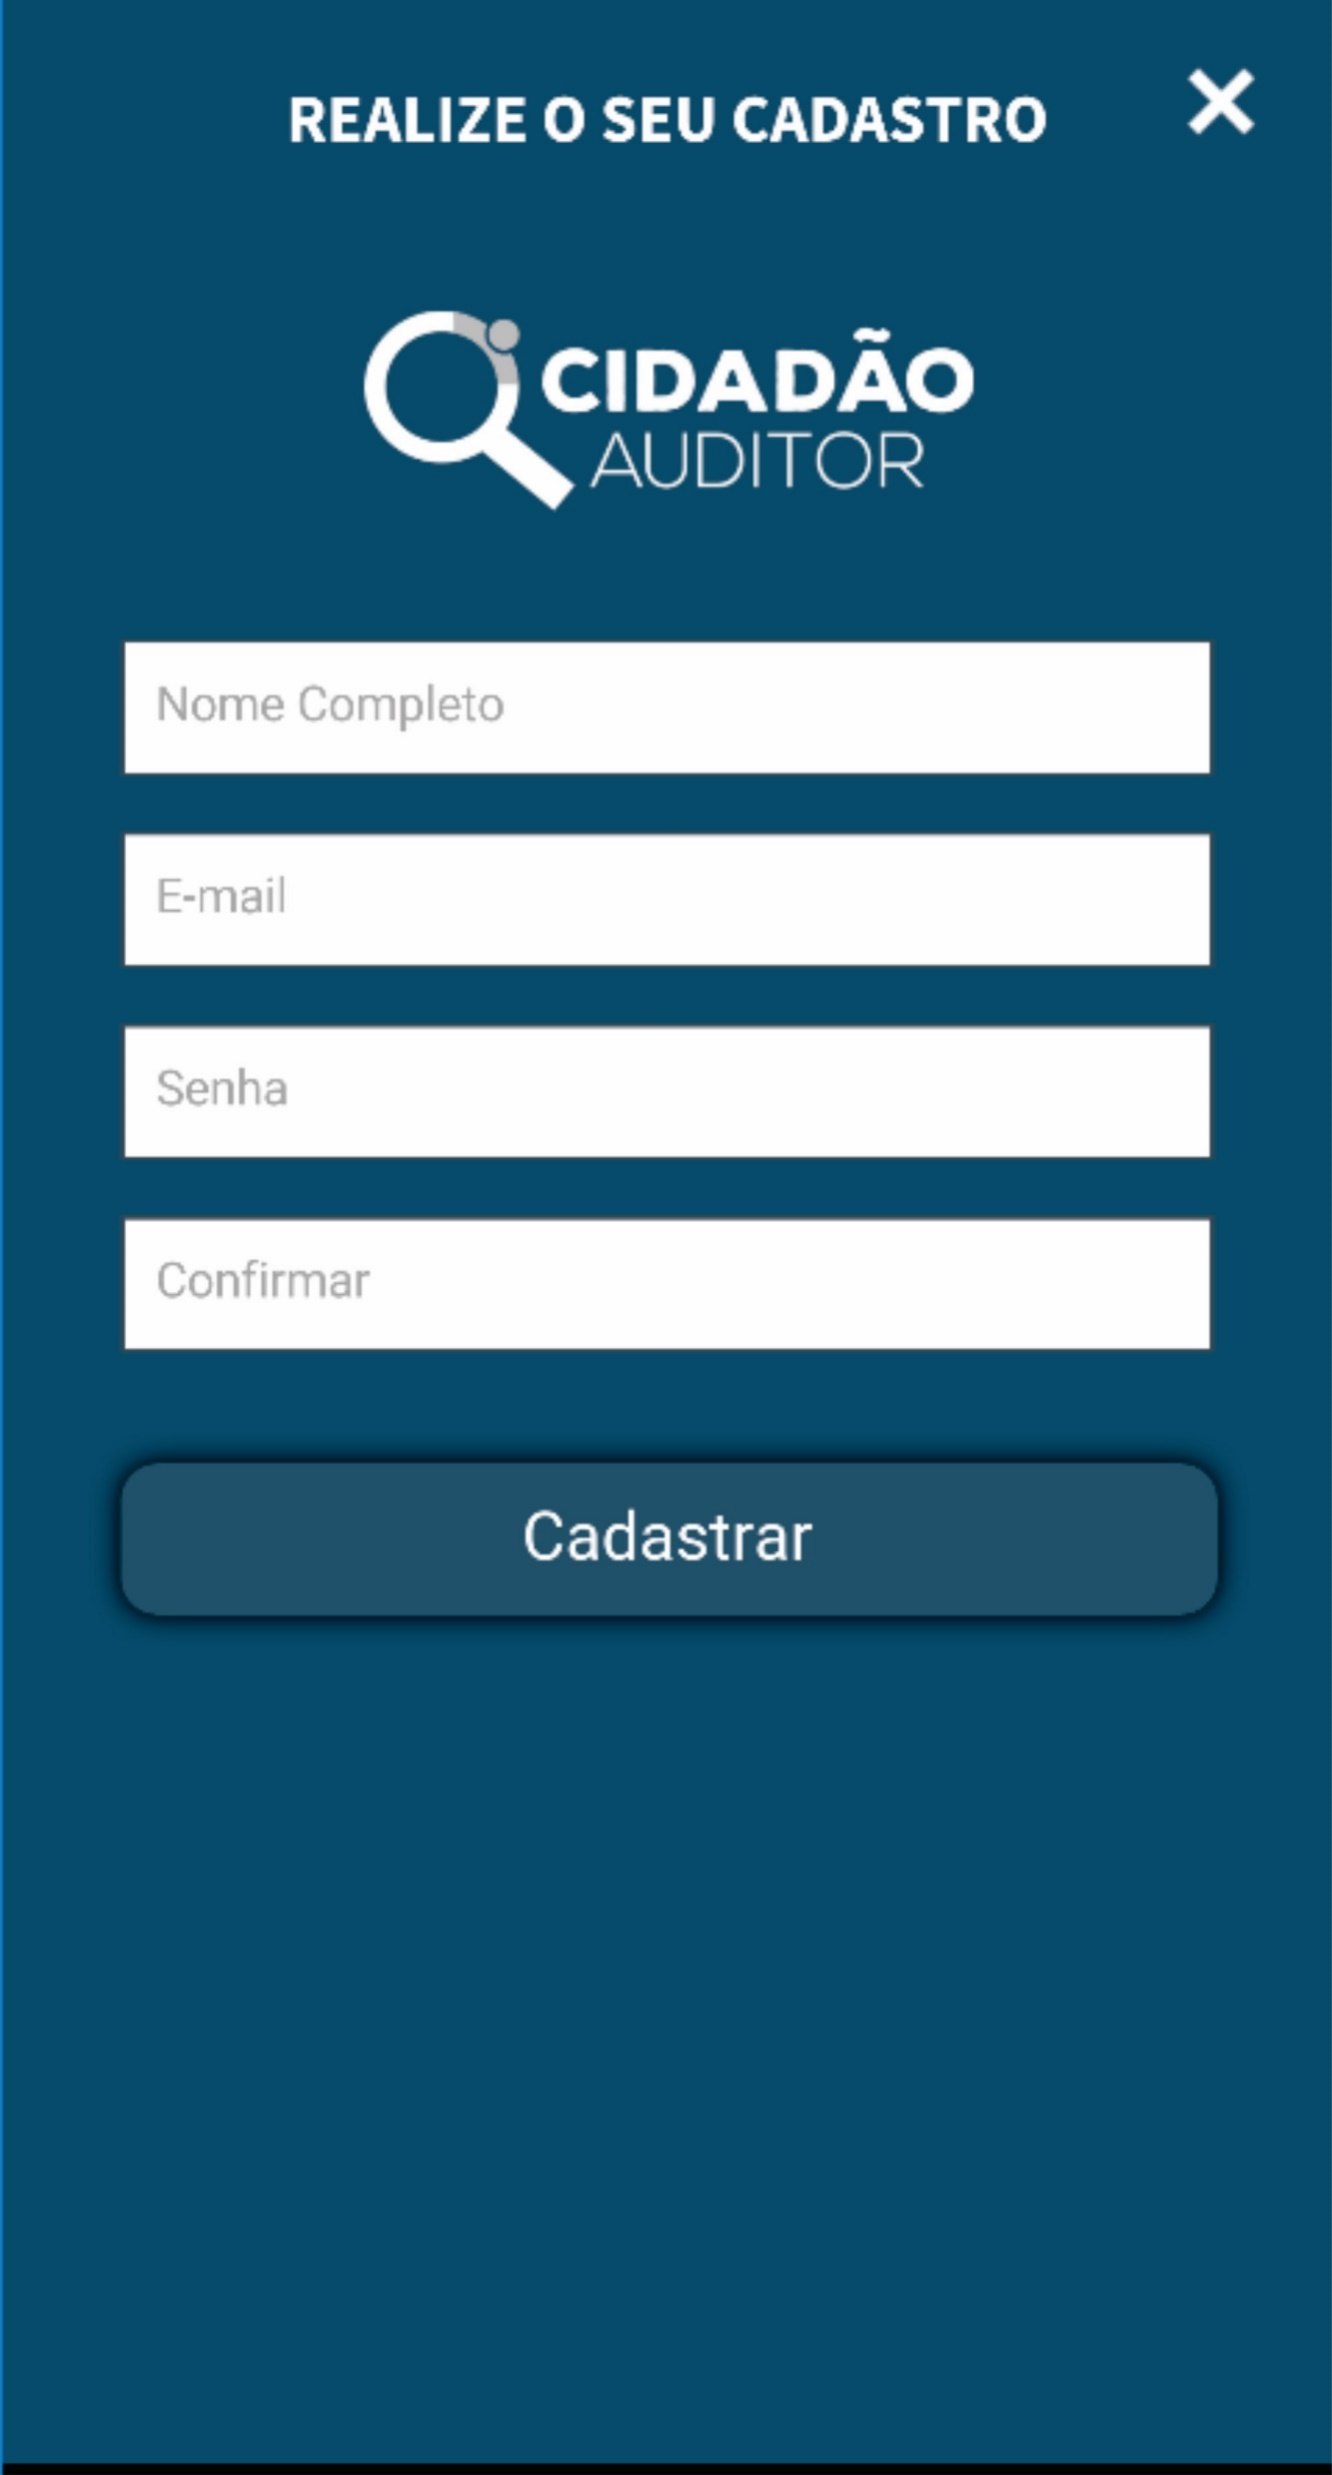 REALIZE O SEU CADASTRO
CIDADÃO
AUDITOR
Nome Completo
E-mail
Senha
Confirmar
Cadastrar